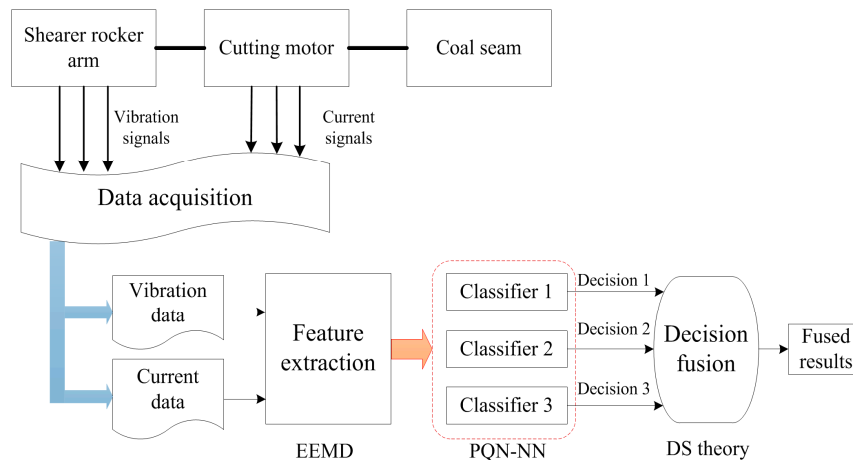 Shearer rocker
arm
Cutting motor
Coal seam
Vibration
signals
Current
signals
Data acquisition
Vibration
data
Current
data
Feature
extraction
Classifier 1
Classifier 2
Classifier 3
Decision 1
Decision 2
Decision 3
Decision
fusion
Fused
results
EEMD
PQN-NN
DS theory